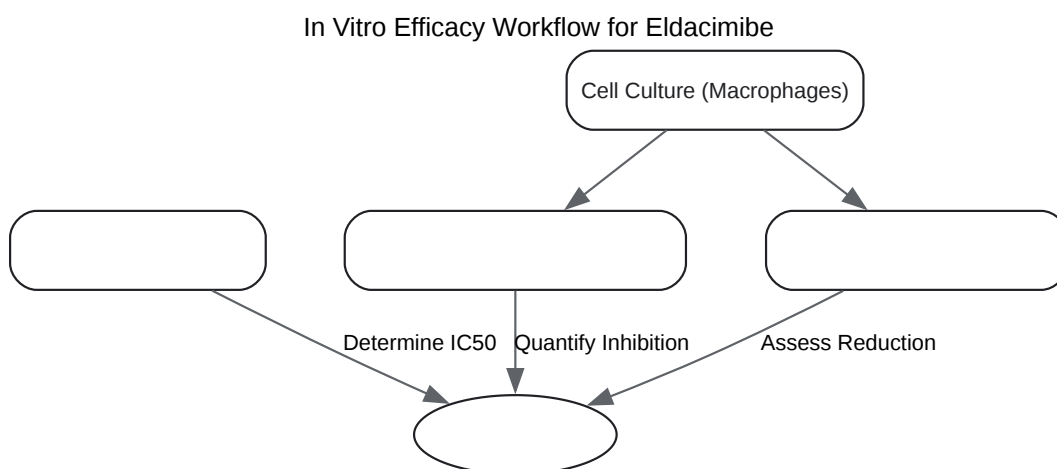 In Vitro Efficacy Workflow for Eldacimibe
Cell Culture (Macrophages)
Determine IC50
Quantify Inhibition
Assess Reduction